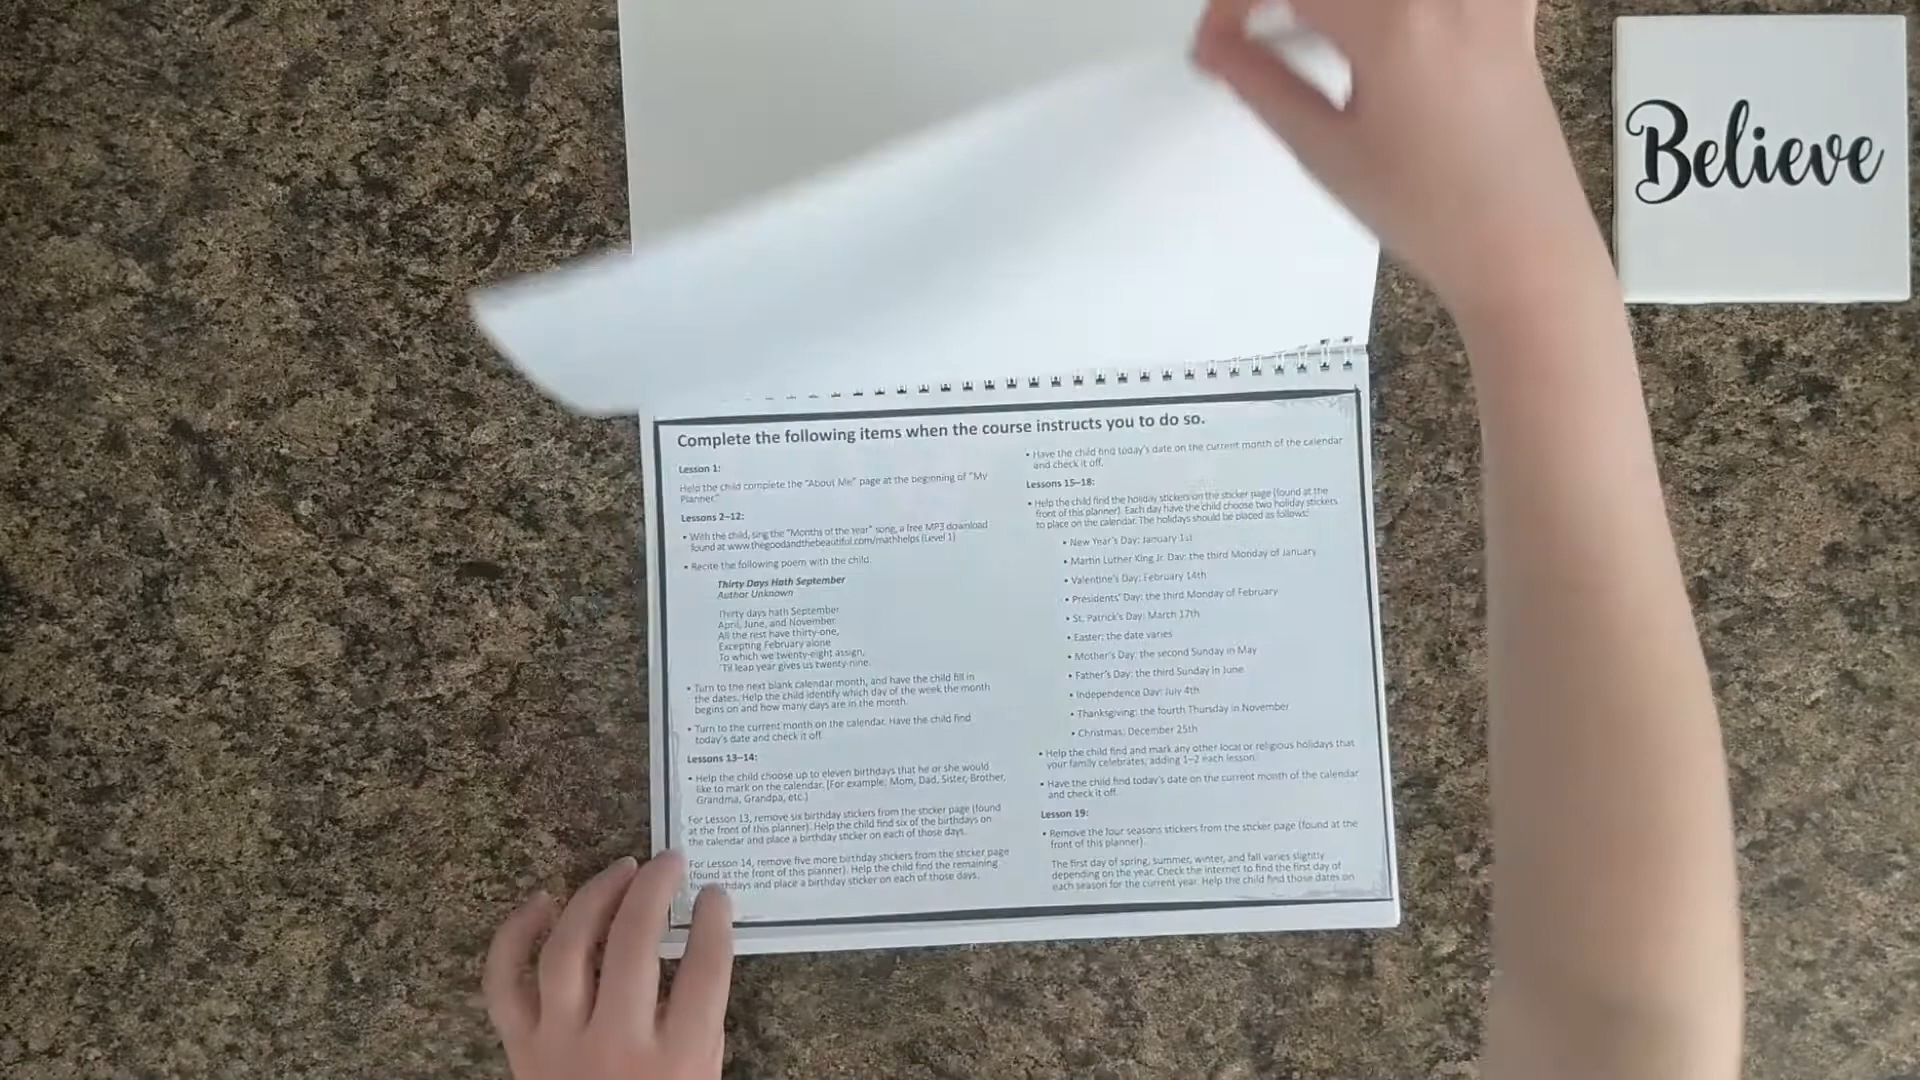 Believe
Complete the following items when the course instructs you to do so.
Lesson 1:
Help the child complete the "About Me" page at the beginning of "My
Planner."
Lessons 2–12:
• With the child, sing the "Months of the Year" song, a free MP3 download
found at www.thegoodandthebeautiful.com/mathhelps (Level 1)
• Recite the following poem with the child.
Thirty Days Hath September
Author Unknown
Thirty days hath September
April, June, and November
All the rest have thirty-one,
Excepting February alone
To which we twenty-eight assign,
'Til leap year gives us twenty-nine.
• Turn to the next blank calendar month, and have the child fill in
the dates. Help the child identify which day of the week the month
begins on and how many days are in the month.
• Turn to the current month on the calendar. Have the child find
today's date and check it off.
Lessons 13–14:
• Help the child choose up to eleven birthdays that he or she would
like to mark on the calendar. (For example: Mom, Dad, Sister, Brother,
Grandma, Grandpa, etc.)
For Lesson 13, remove six birthday stickers from the sticker page (found
at the front of this planner). Help the child find six of the birthdays on
the calendar and place a birthday sticker on each of those days.
For Lesson 14, remove five more birthday stickers from the sticker page
(found at the front of this planner). Help the child find the remaining
and place a birthday sticker on each of those days.
• Have the child find today's date on the current month of the calendar
and check it off.
Lessons 15–18:
• Help the child find the holiday stickers on the sticker page (found at the
front of this planner). Each day have the child choose two holiday stickers
to place on the calendar. The holidays should be placed as follows:
• New Year's Day: January 1st
• Martin Luther King Jr. Day: the third Monday of January
• Valentine's Day: February 14th
• Presidents' Day: the third Monday of February
• St. Patrick's Day: March 17th
• Easter: the date varies
• Mother's Day: the second Sunday in May
• Father's Day: the third Sunday in June
• Independence Day: July 4th
• Thanksgiving: the fourth Thursday in November
• Christmas: December 25th
• Help the child find and mark any other local or religious holidays that
your family celebrates, adding 1–2 each lesson.
• Have the child find today's date on the current month of the calendar
and check it off.
Lesson 19:
• Remove the four seasons stickers from the sticker page (found at the
front of this planner).
The first day of spring, summer, winter, and fall varies slightly
depending on the year. Check the internet to find the first day of
each season for the current year. Help the child find those dates on